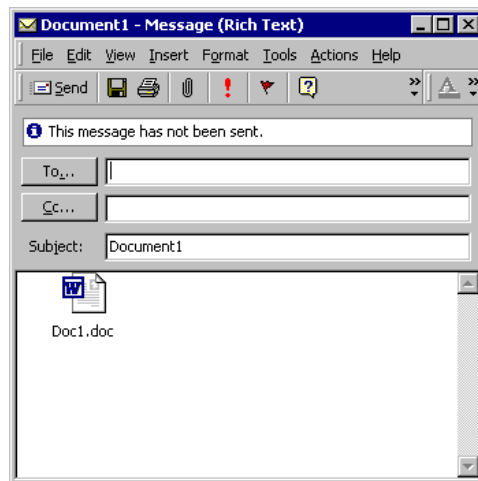 Document1 - Message (Rich Text)
File Edit View Insert Format Tools Actions Help
Send
This message has not been sent.
To...
Cc...
Subject: Document1
Doc1.doc